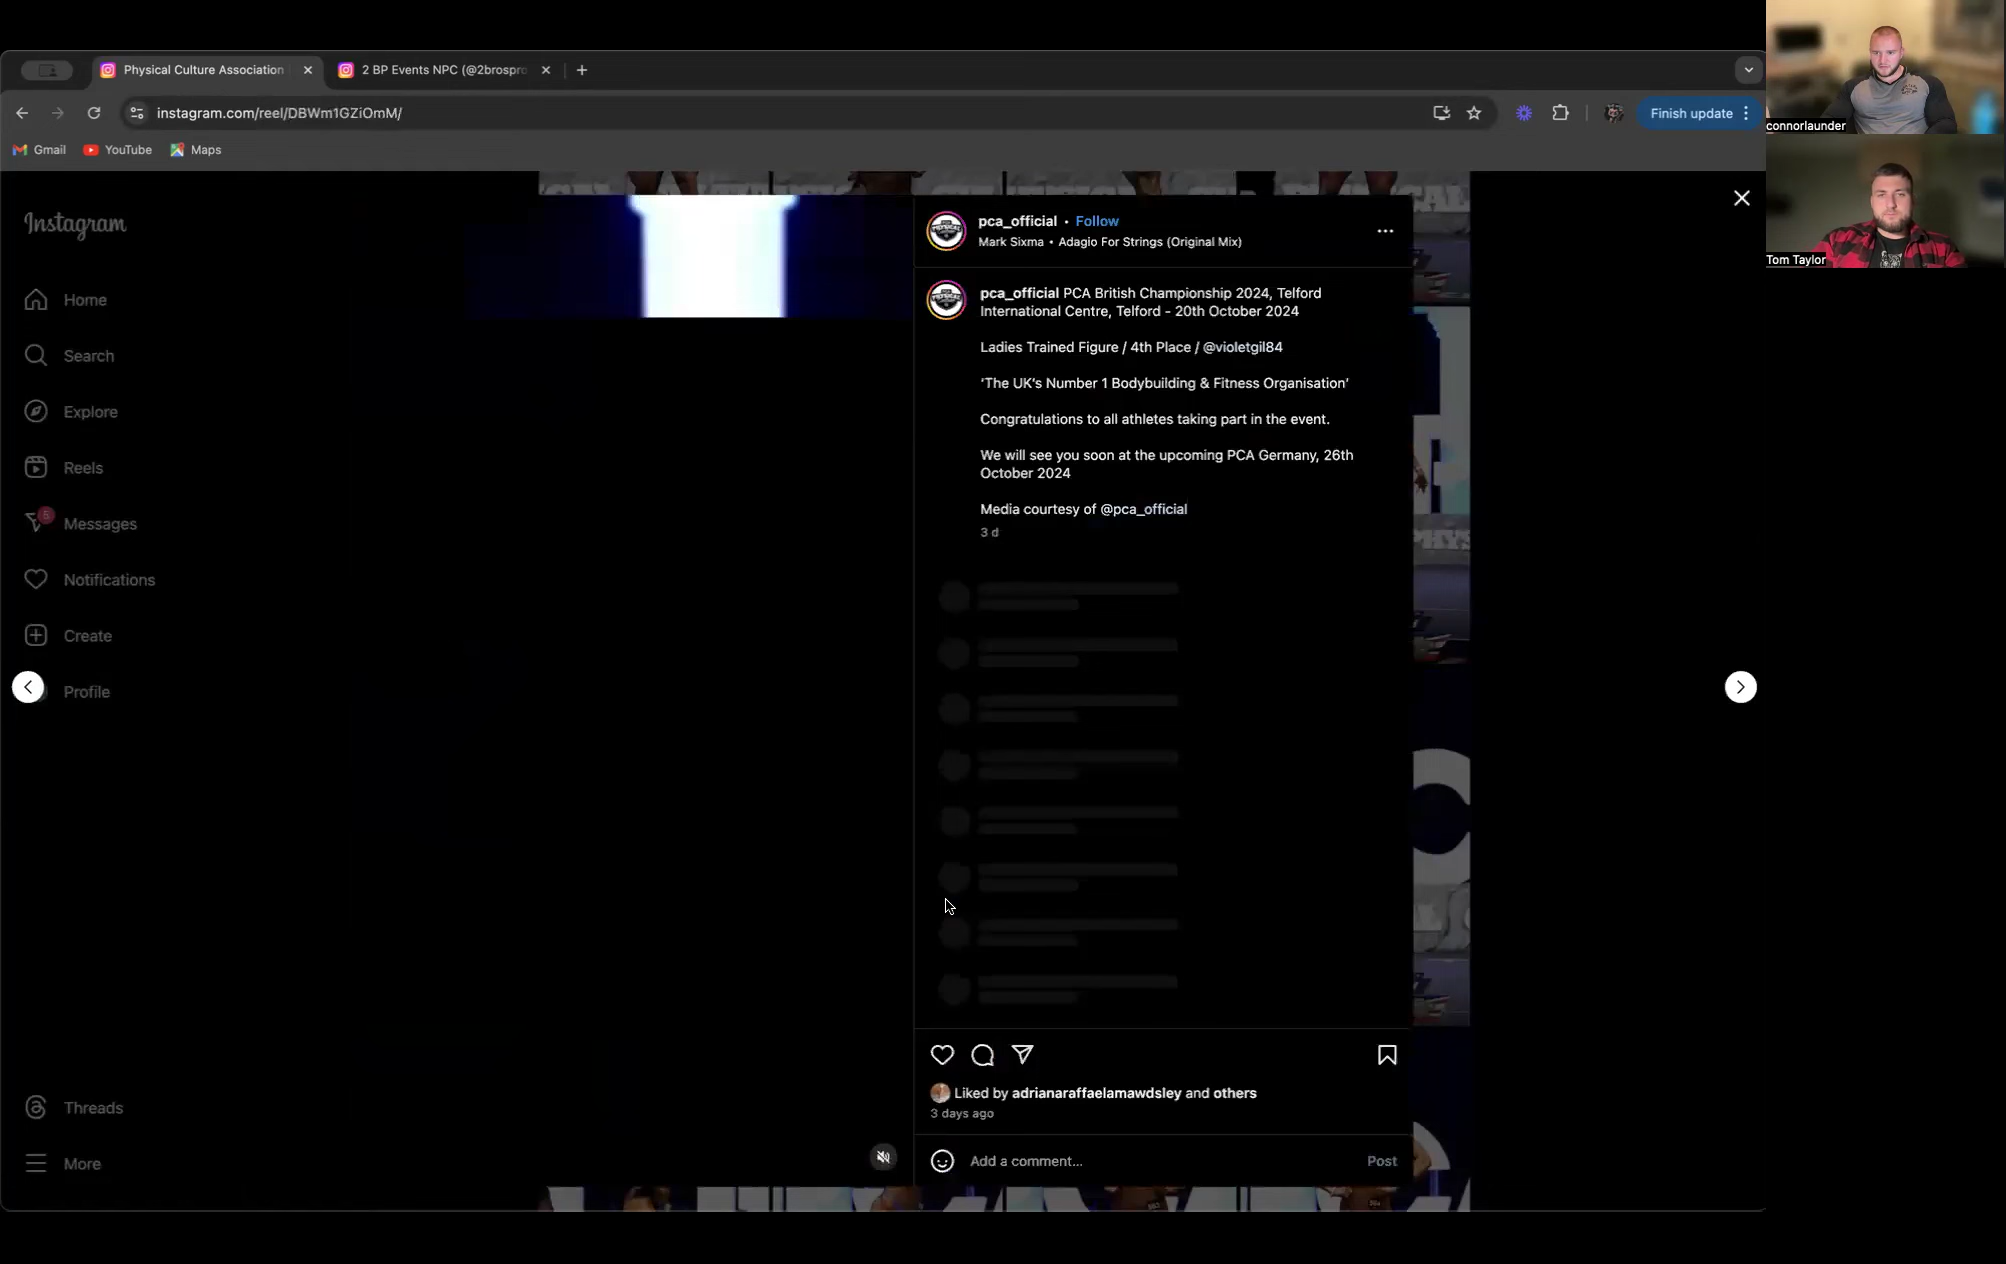 Physical Culture Association
2 BP Events NPC (@2brospro
instagram.com/reel/DBWm1GZiOmM/
Finish update
Gmail
YouTube
Maps
connorlaunder
Tom Taylor
Instagram
Home
Search
Explore
Reels
5
Messages
Notifications
Create
Profile
Threads
More
pca_official • Follow
Mark Sixma • Adagio For Strings (Original Mix)
pca_official PCA British Championship 2024, Telford
International Centre, Telford - 20th October 2024
Ladies Trained Figure / 4th Place / @violetgil84
‘The UK’s Number 1 Bodybuilding & Fitness Organisation’
Congratulations to all athletes taking part in the event.
We will see you soon at the upcoming PCA Germany, 26th
October 2024
Media courtesy of @pca_official
3 d
Liked by adrianaraffaelamawdsley and others
3 days ago
Add a comment...
Post